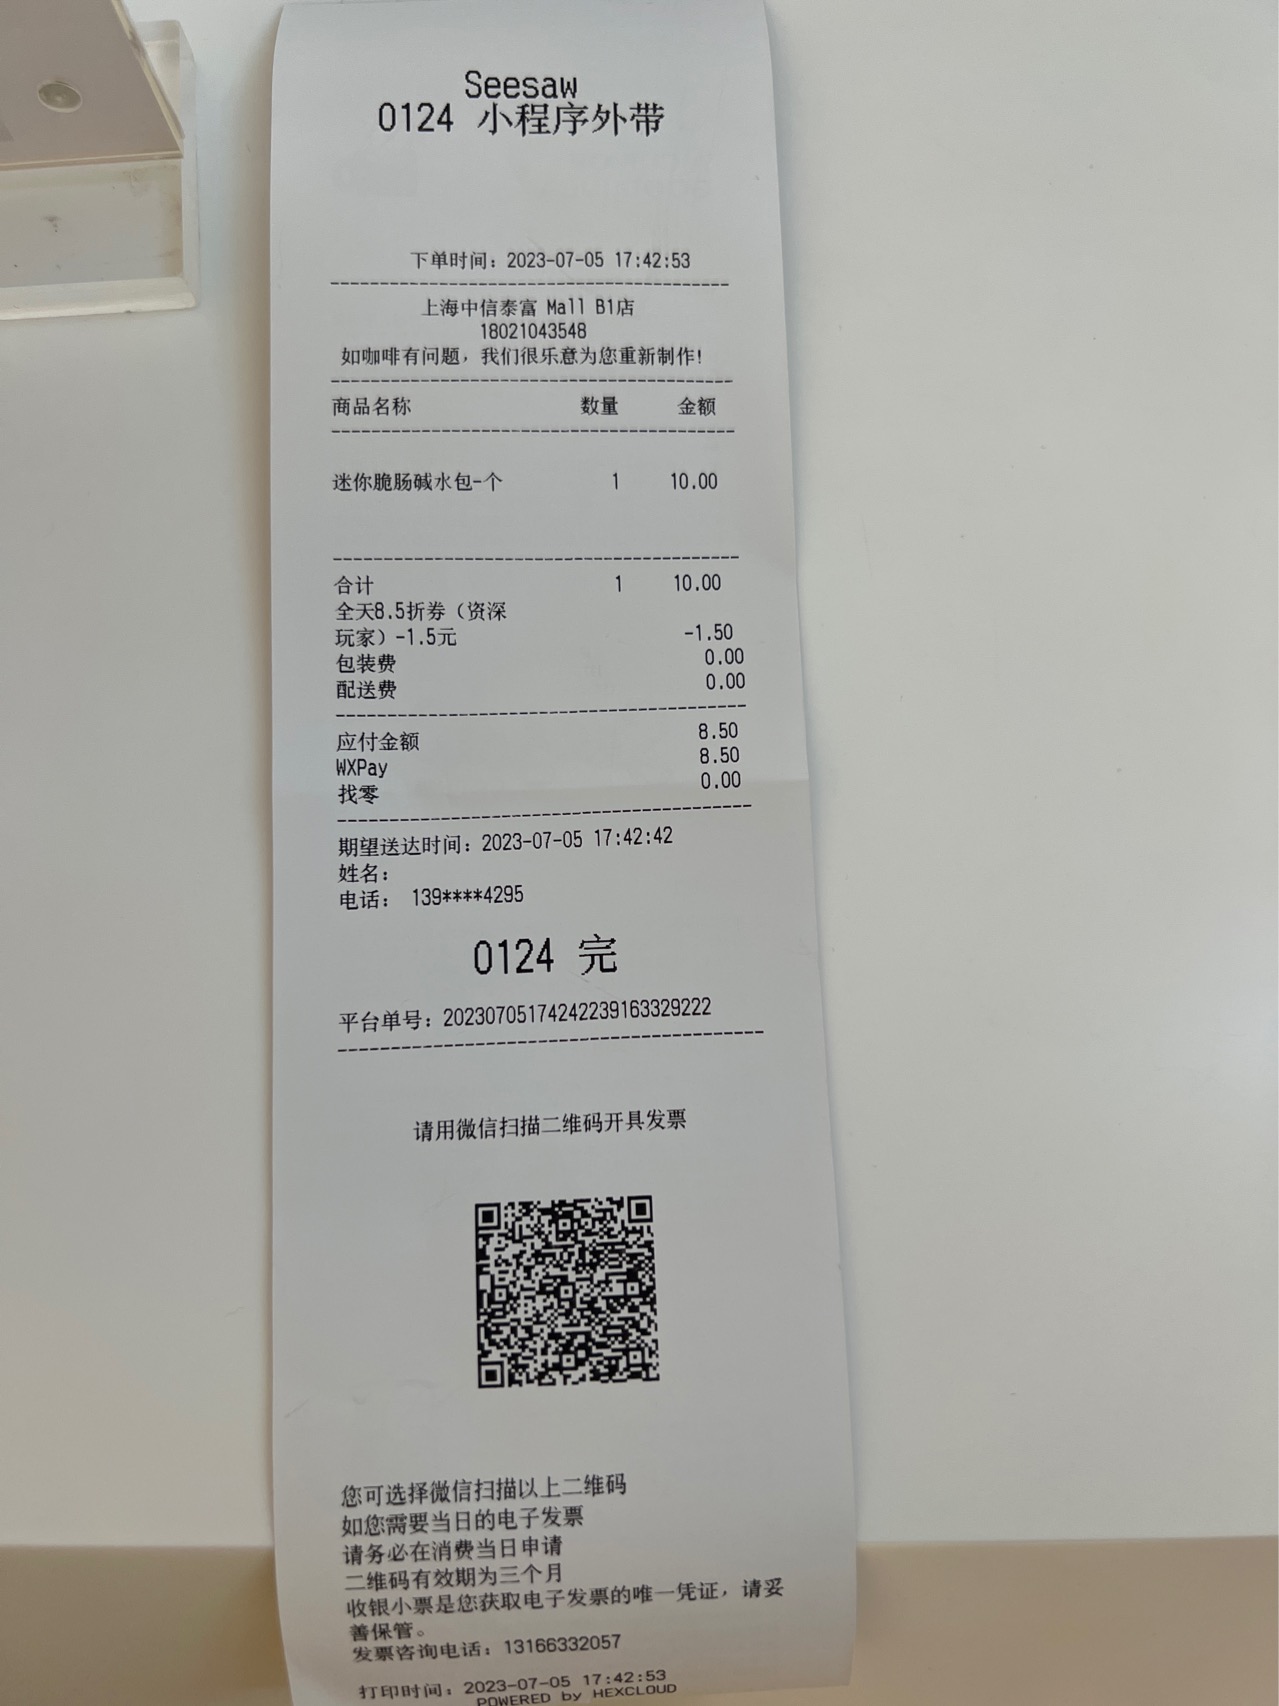 Seesaw
0124 小程序外带
下单时间：2023-07-05 17:42:53
上海中信泰富 Mall B1店
18021043548
如咖啡有问题，我们很乐意为您重新制作!
商品名称 数量 金额
迷你脆肠碱水包-个 1 10.00
合计 1 10.00
全天8.5折券（资深
玩家）-1.5元 -1.50
包装费 0.00
配送费 0.00
应付金额 8.50
WXPay 8.50
找零 0.00
期望送达时间：2023-07-05 17:42:42
姓名：
电话： 139****4295
0124 完
平台单号：20230705174242239163329222
请用微信扫描二维码开具发票
您可选择微信扫描以上二维码
如您需要当日的电子发票
请务必在消费当日申请
二维码有效期为三个月
收银小票是您获取电子发票的唯一凭证，请妥
善保管。
发票咨询电话：13166332057
打印时间：2023-07-05 17:42:53
POWERED by HEXCLOUD